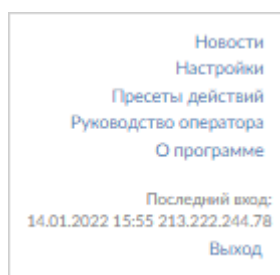 Новости
Настройки
Пресеты действий
Руководство оператора
О программе
Последний вход:
14.01.2022 15:55 213.222.244.78
Выход